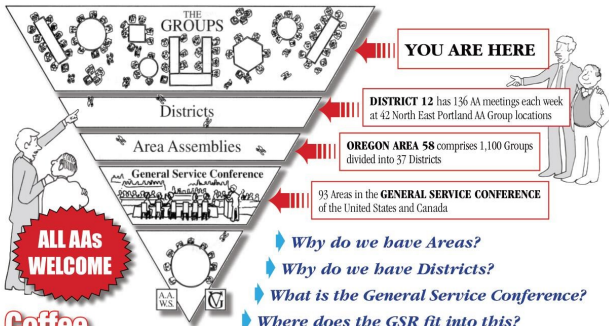 THE
GROUPS
YOU ARE HERE
Districts
DISTRICT 12 has 136 AA meetings each week
at 42 North East Portland AA Group locations
Area Assemblies
OREGON AREA 58 comprises 1,100 Groups
divided into 37 Districts
General Service Conference
93 Areas in the GENERAL SERVICE CONFERENCE
of the United States and Canada
ALL AAs
WELCOME
Why do we have Areas?
Why do we have Districts?
What is the General Service Conference?
A.A.
W.S.
GV
Where does the GSR fit into this?
Coffee